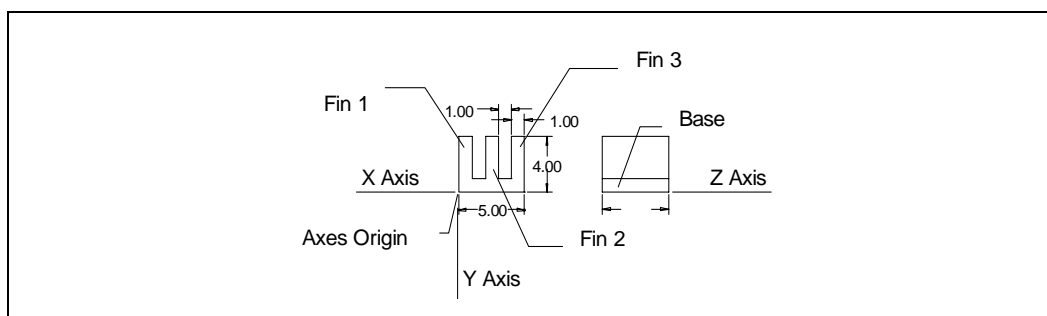 Fin 3
Fin 1
1.00
1.00
Base
4.00
X Axis
Z Axis
5.00
Axes Origin
Fin 2
Y Axis